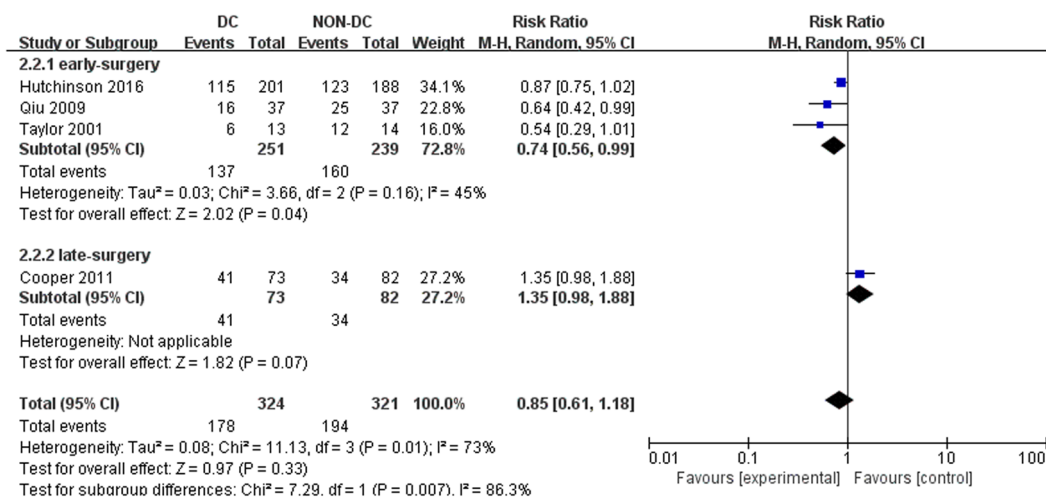 DC NON-DC Risk Ratio Risk Ratio
Study or Subgroup Events Total Events Total Weight M-H, Random, 95% CI M-H, Random, 95% CI
2.2.1 early-surgery
Hutchinson 2016 115 201 123 188 34.1% 0.87 [0.75, 1.02]
Qiu 2009 16 37 25 37 22.8% 0.64 [0.42, 0.99]
Taylor 2001 6 13 12 14 16.0% 0.54 [0.29, 1.01]
Subtotal (95% CI) 251 239 72.8% 0.74 [0.56, 0.99]
Total events 137 160
Heterogeneity: Tau² = 0.03; Chi² = 3.66, df = 2 (P = 0.16); I² = 45%
Test for overall effect: Z = 2.02 (P = 0.04)
2.2.2 late-surgery
Cooper 2011 41 73 34 82 27.2% 1.35 [0.98, 1.88]
Subtotal (95% CI) 73 82 27.2% 1.35 [0.98, 1.88]
Total events 41 34
Heterogeneity: Not applicable
Test for overall effect: Z = 1.82 (P = 0.07)
Total (95% CI) 324 321 100.0% 0.85 [0.61, 1.18]
Total events 178 194
Heterogeneity: Tau² = 0.08; Chi² = 11.13, df = 3 (P = 0.01); I² = 73%
Test for overall effect: Z = 0.97 (P = 0.33)
Test for subgroup differences: Chi² = 7.29, df = 1 (P = 0.007), I² = 86.3%
0.01 0.1 1 10 100
Favours [experimental] Favours [control]